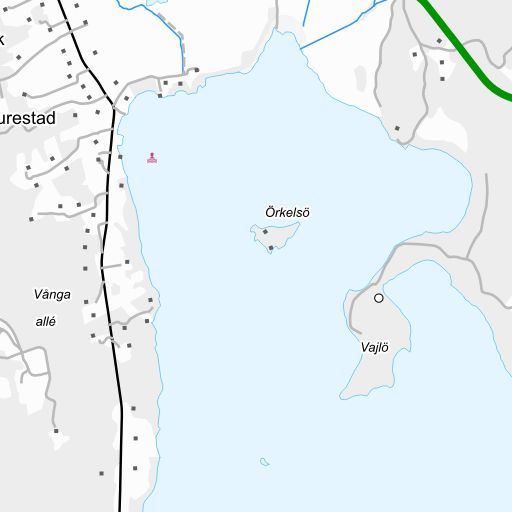 k
urestad
Örkelsö
Vånga
allé
Vajlö